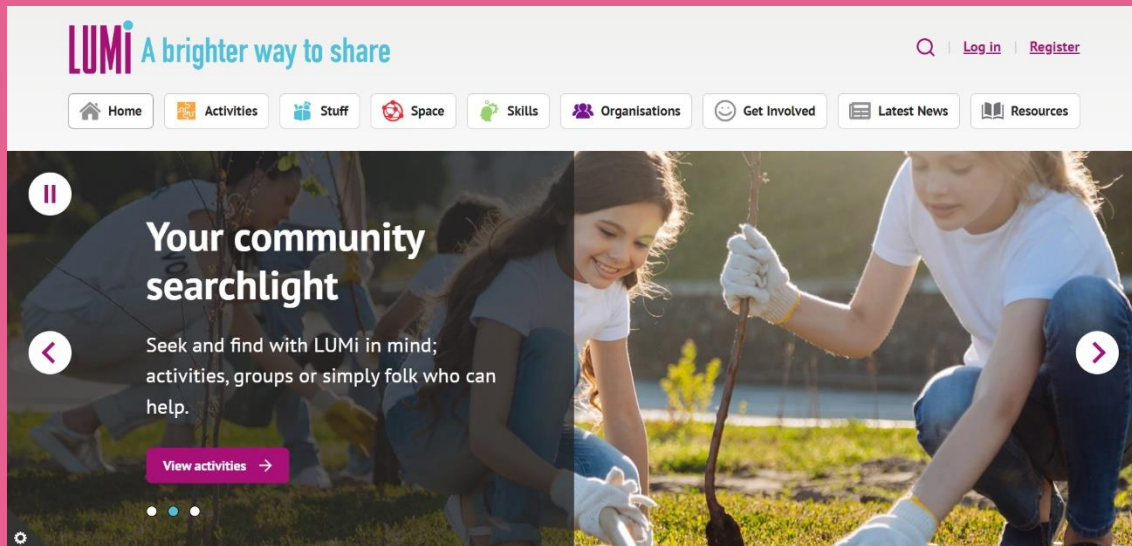 LUMi A brighter way to share
Log in
Register
Home
Activities
Stuff
Space
Skills
Organisations
Get Involved
Latest News
Resources
Your community
searchlight
Seek and find with LUMi in mind;
activities, groups or simply folk who can
help.
View activities